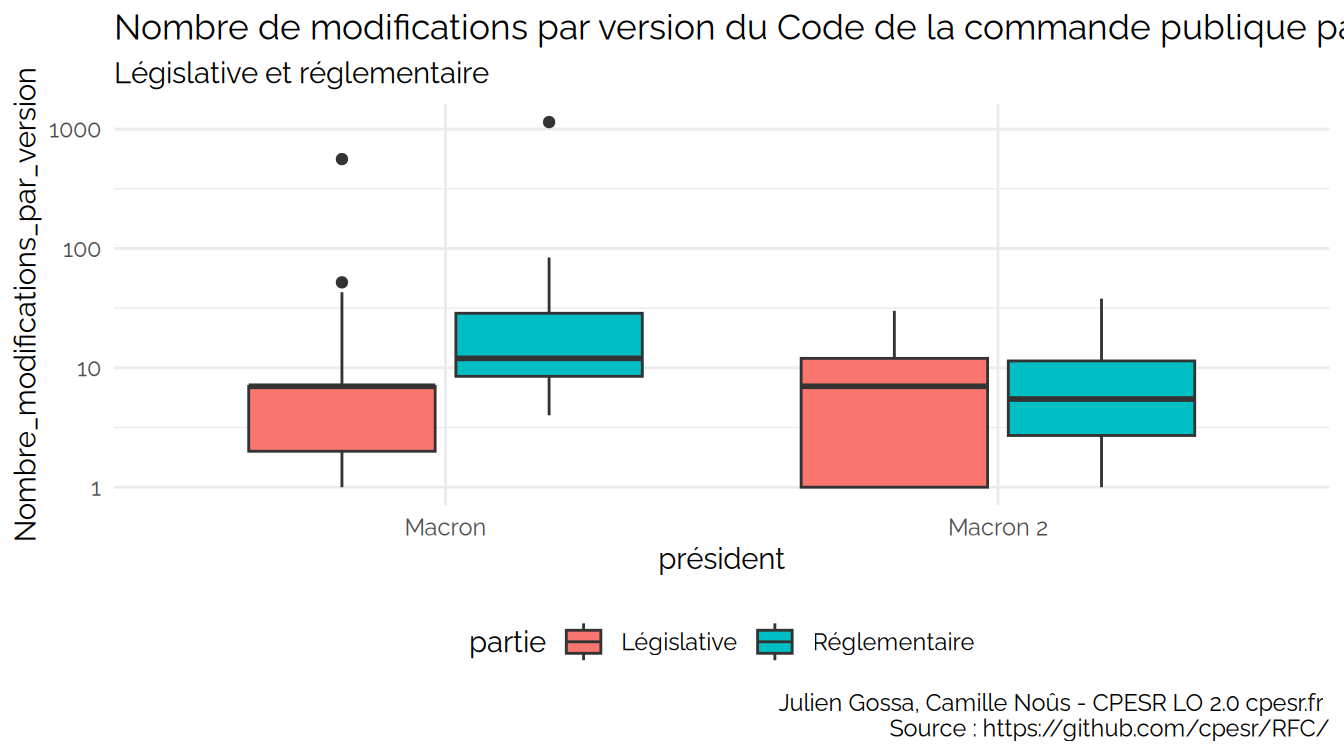 Nombre de modifications par version du Code de la commande publique pa
Législative et réglementaire
Nombre_modifications_par_version
1000
100
10
1
Macron
Macron 2
président
partie
Législative
Réglementaire
Julien Gossa, Camille Noûs - CPESR LO 2.0 cpesr.fr
Source : https://github.com/cpesr/RFC/